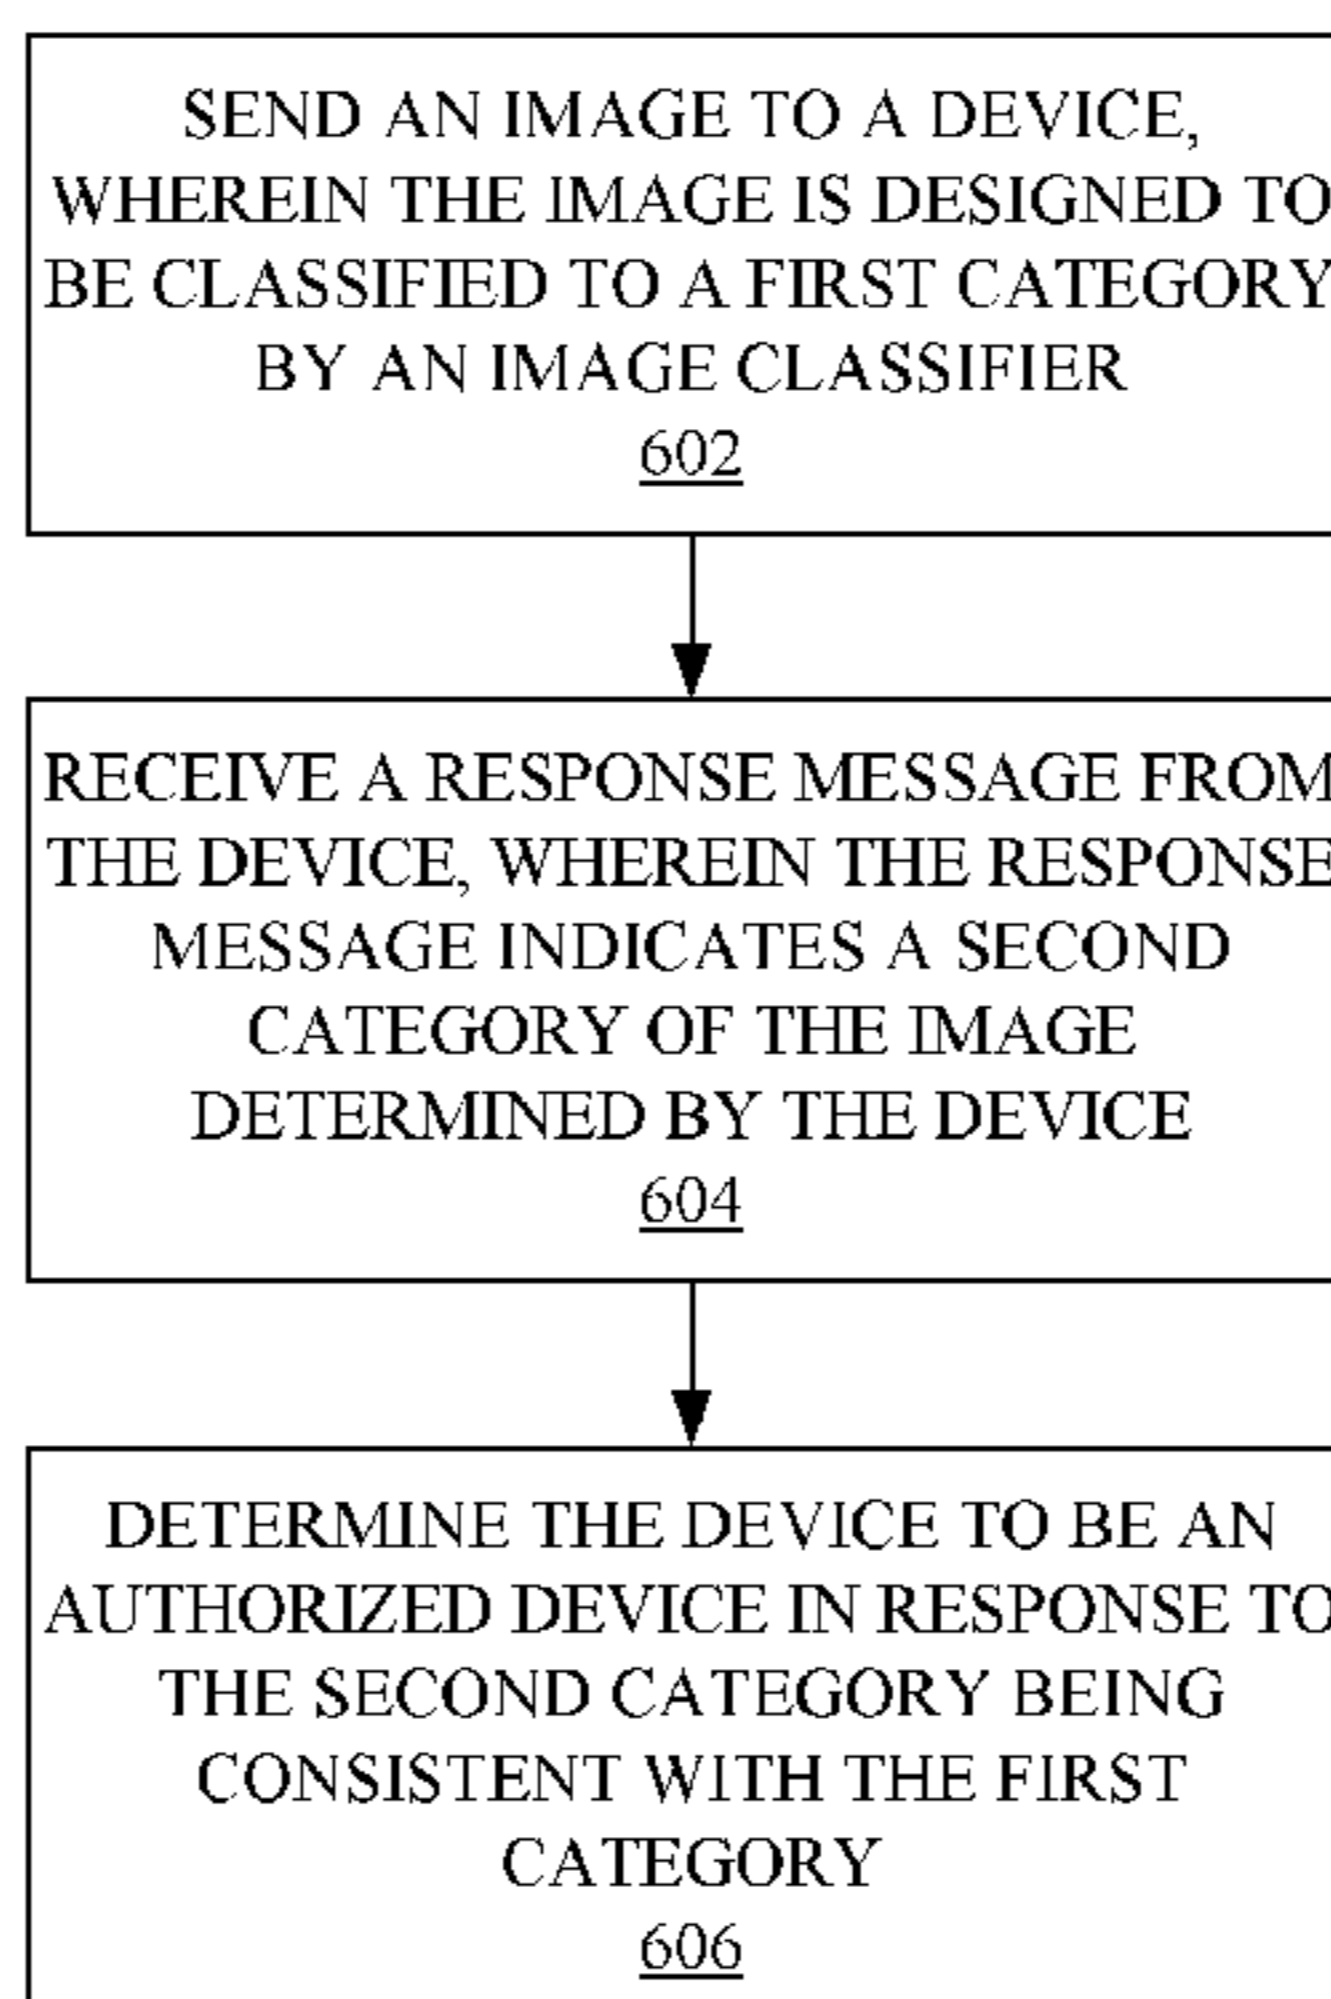 SEND AN IMAGE TO A DEVICE,
WHEREIN THE IMAGE IS DESIGNED TO
BE CLASSIFIED TO A FIRST CATEGORY
BY AN IMAGE CLASSIFIER
602
RECEIVE A RESPONSE MESSAGE FROM
THE DEVICE, WHEREIN THE RESPONSE
MESSAGE INDICATES A SECOND
CATEGORY OF THE IMAGE
DETERMINED BY THE DEVICE
604
DETERMINE THE DEVICE TO BE AN
AUTHORIZED DEVICE IN RESPONSE TO
THE SECOND CATEGORY BEING
CONSISTENT WITH THE FIRST
CATEGORY
606